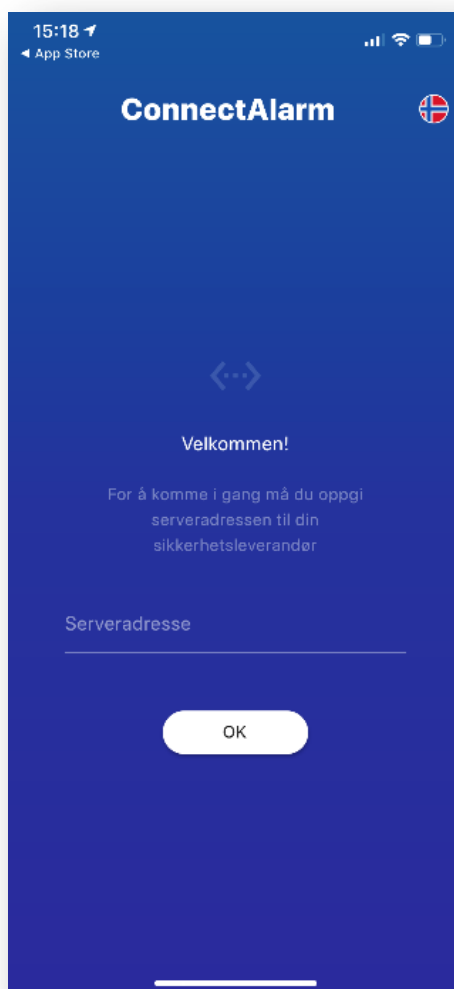 15:18
◀ App Store
ConnectAlarm
Velkommen!
For å komme i gang må du oppgi
serveradressen til din
sikkerhetsleverandør
Serveradresse
OK